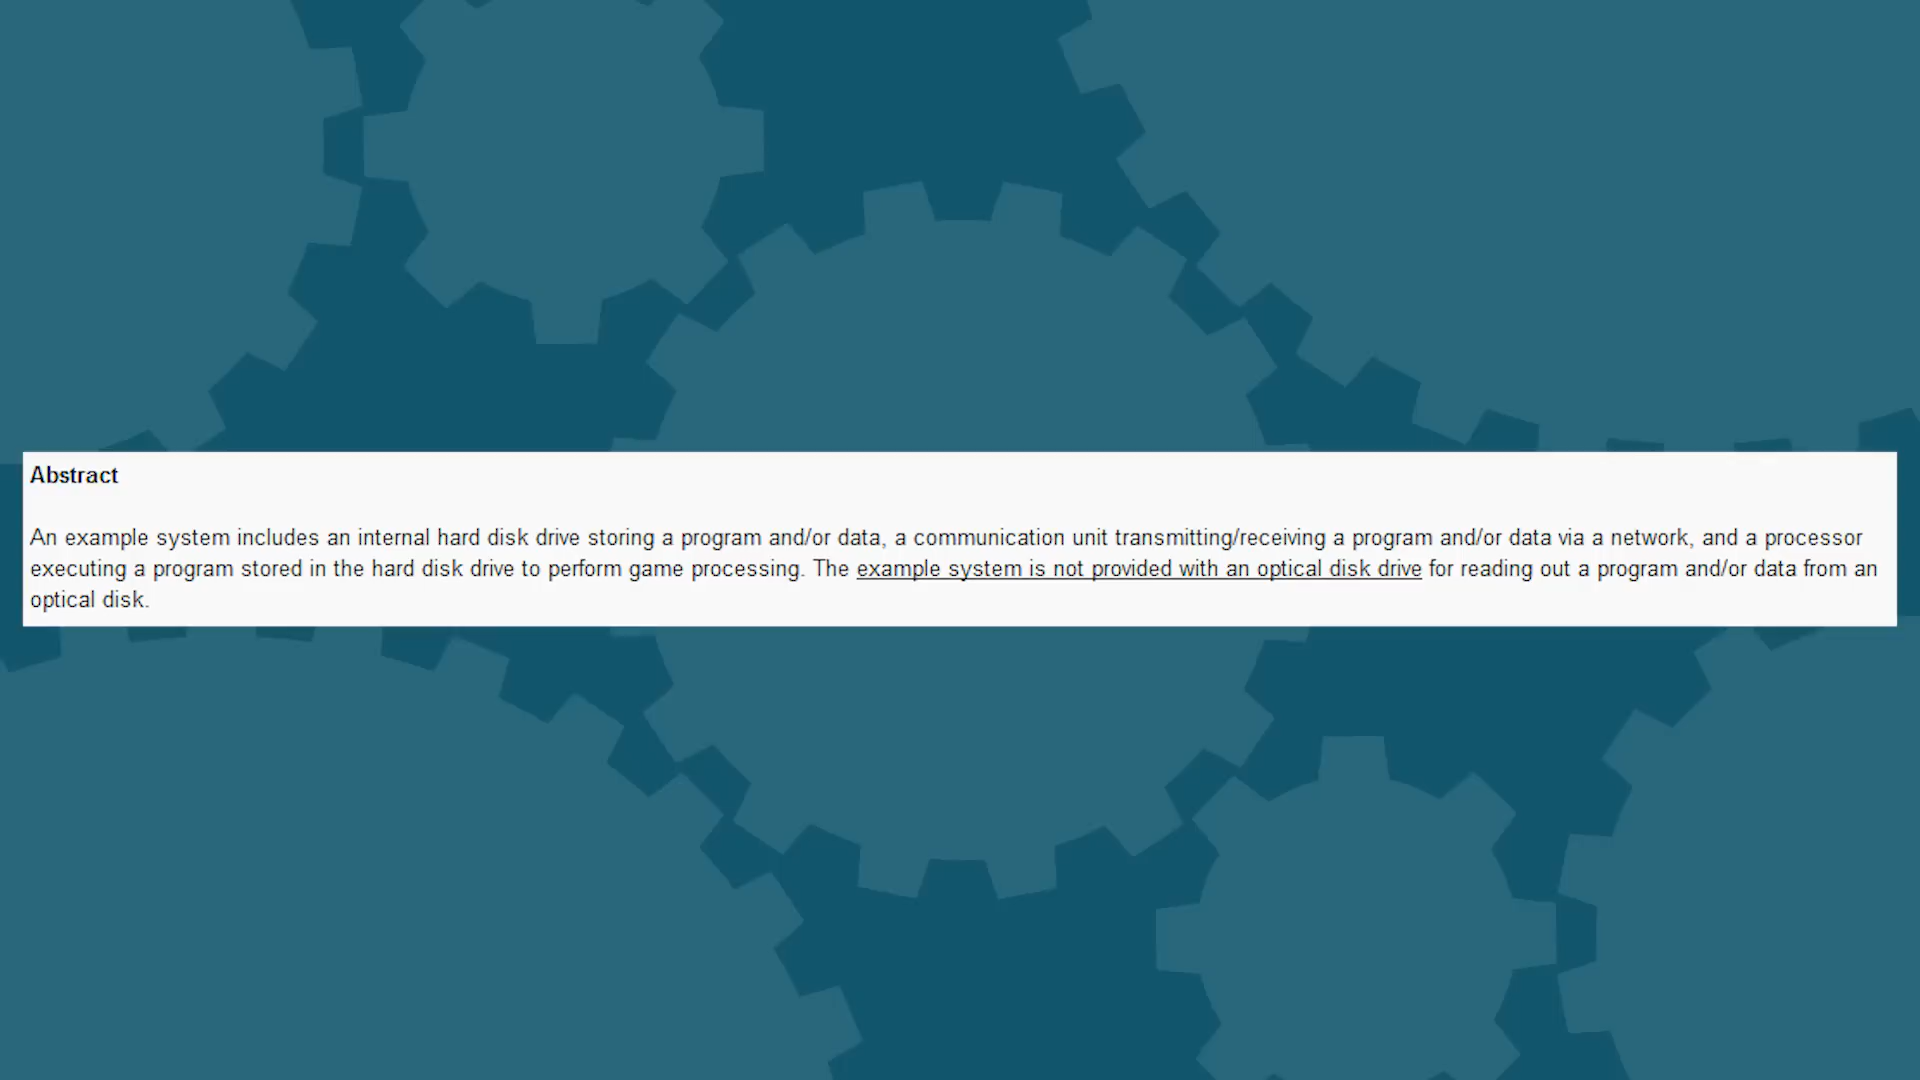 Abstract
An example system includes an internal hard disk drive storing a program and/or data, a communication unit transmitting/receiving a program and/or data via a network, and a processor
executing a program stored in the hard disk drive to perform game processing. The example system is not provided with an optical disk drive for reading out a program and/or data from an
optical disk.